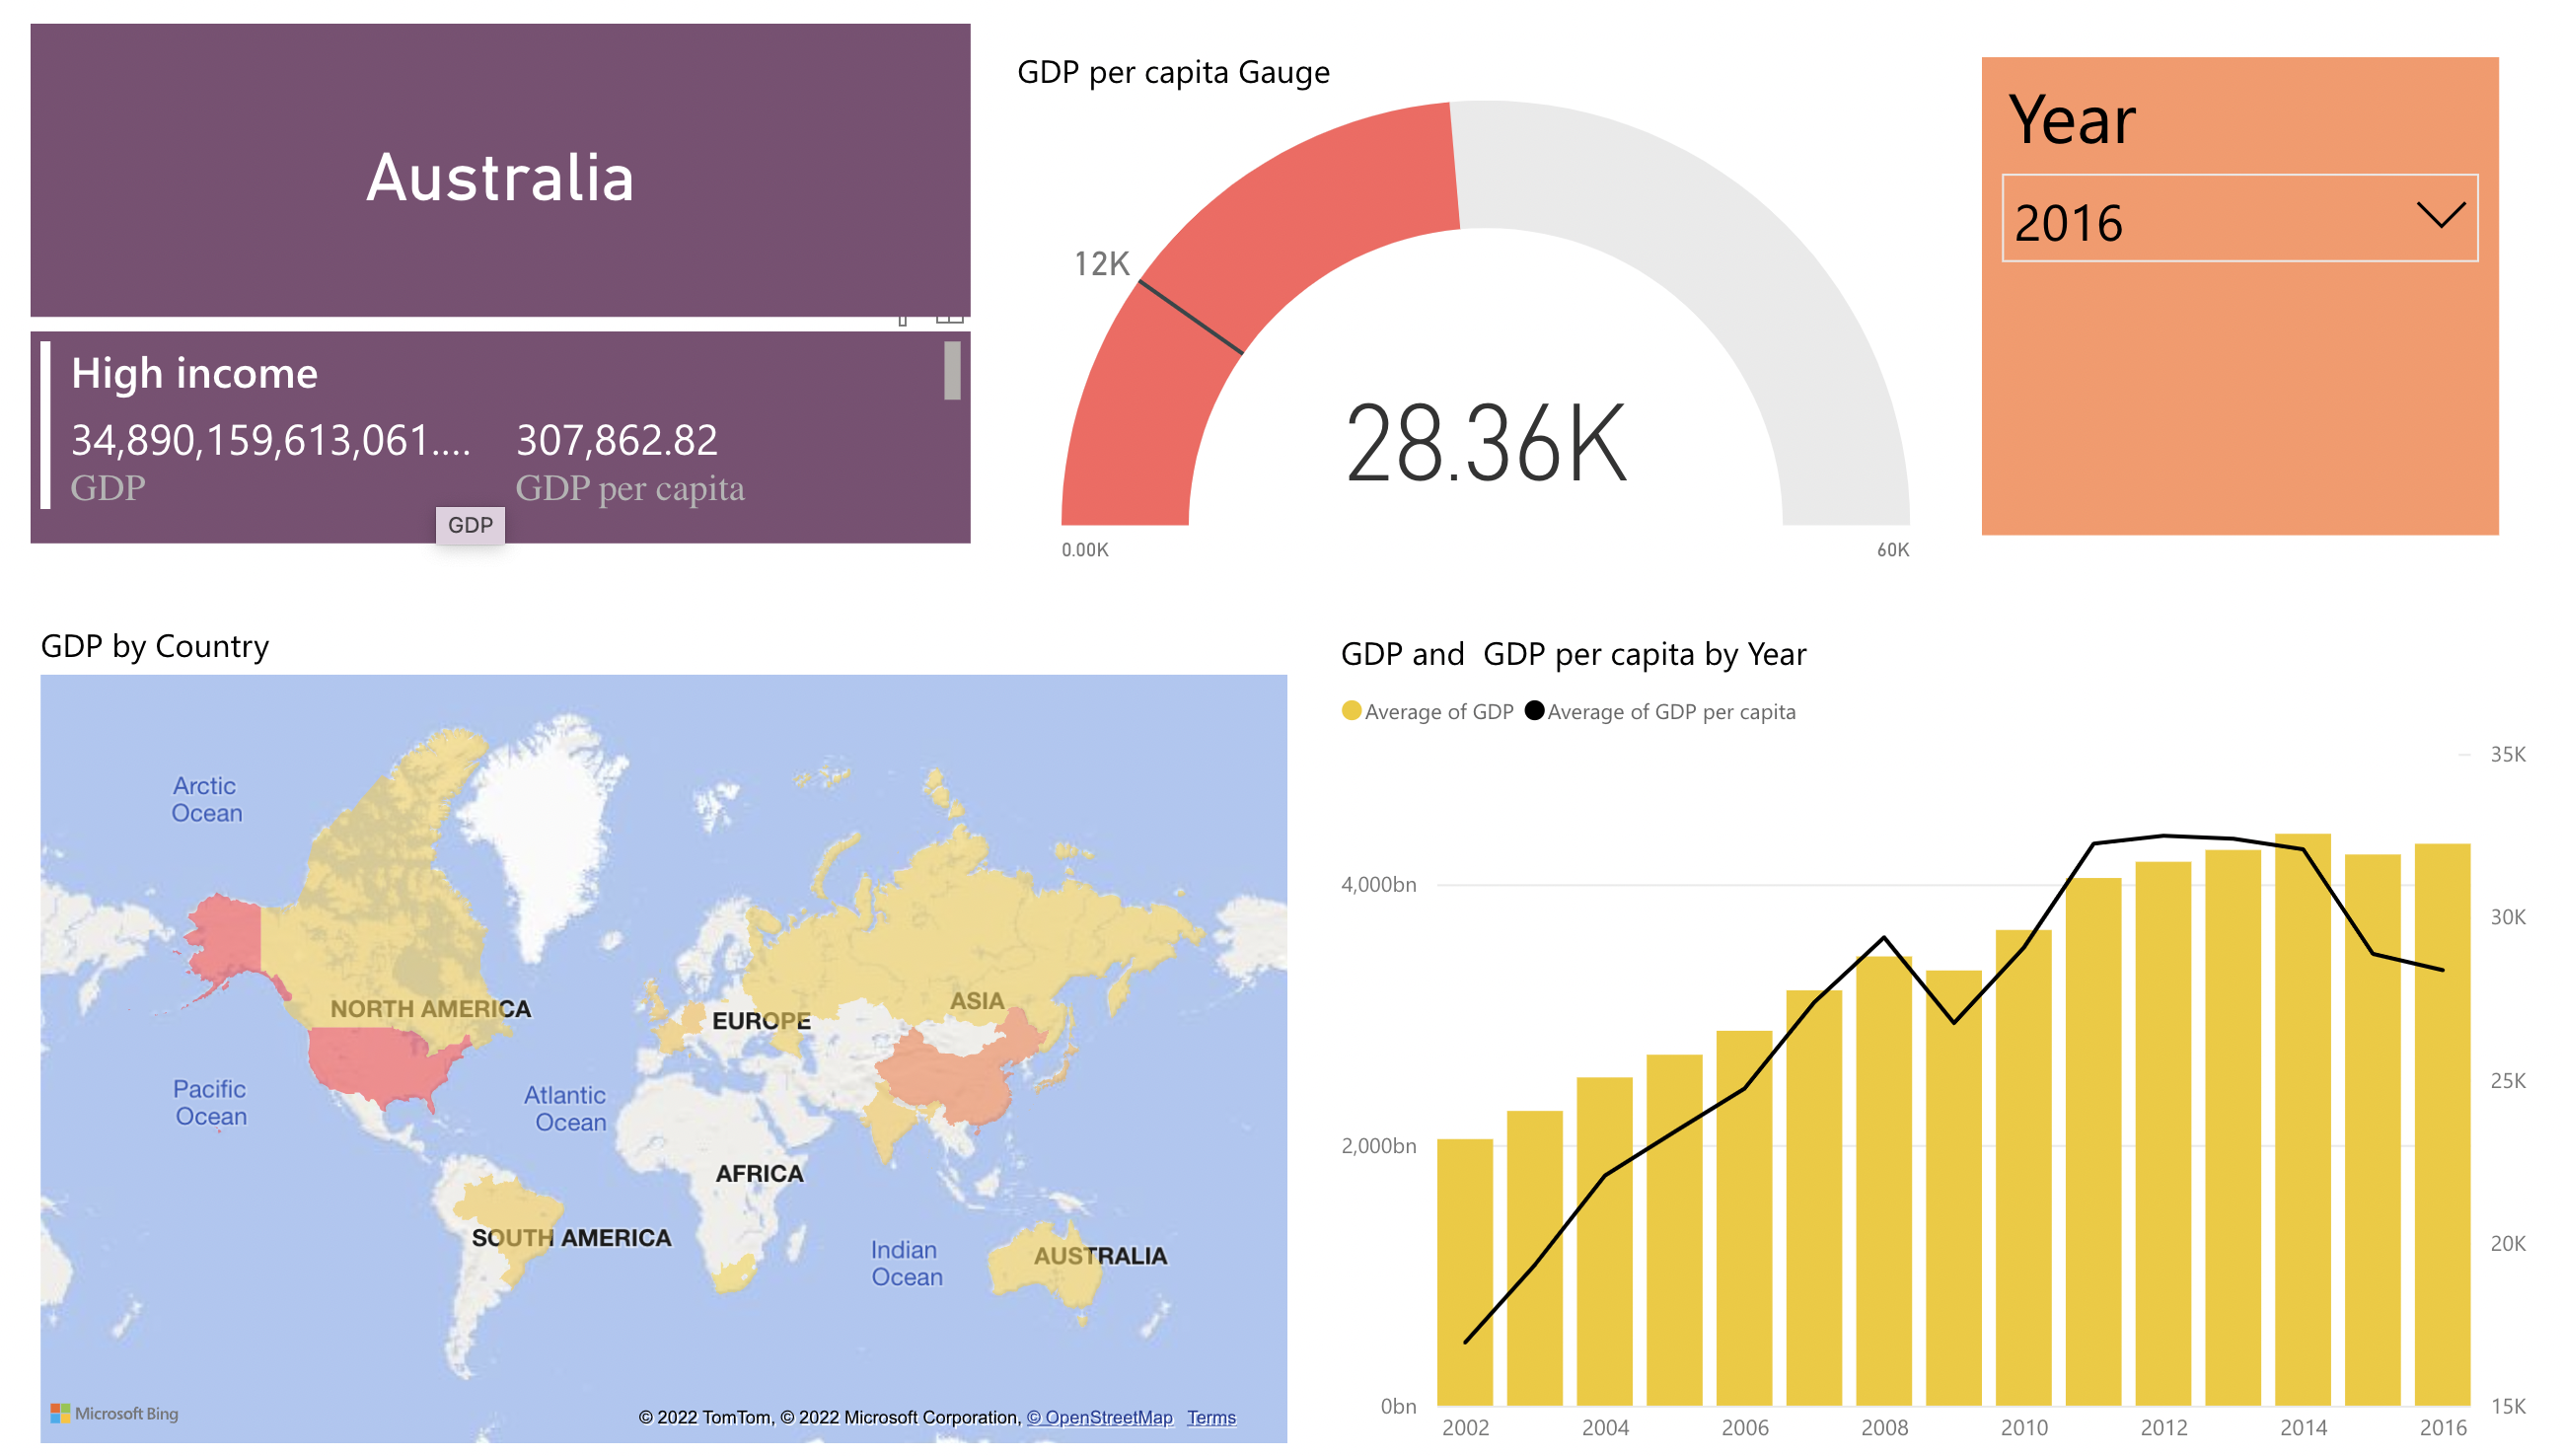 Australia
High income
34,890,159,613,061.... 307,862.82
GDP GDP per capita
GDP
GDP per capita Gauge
12K
28.36K
0.00K 60K
Year
2016
GDP by Country
Arctic
Ocean
NORTH AMERICA
ASIA
EUROPE
Pacific
Ocean
Atlantic
Ocean
AFRICA
SOUTH AMERICA
Indian
Ocean
AUSTRALIA
Microsoft Bing
© 2022 TomTom, © 2022 Microsoft Corporation, © OpenStreetMap Terms
GDP and  GDP per capita by Year
Average of GDP Average of GDP per capita
35K
4,000bn
30K
25K
2,000bn
20K
0bn 15K
2002 2004 2006 2008 2010 2012 2014 2016